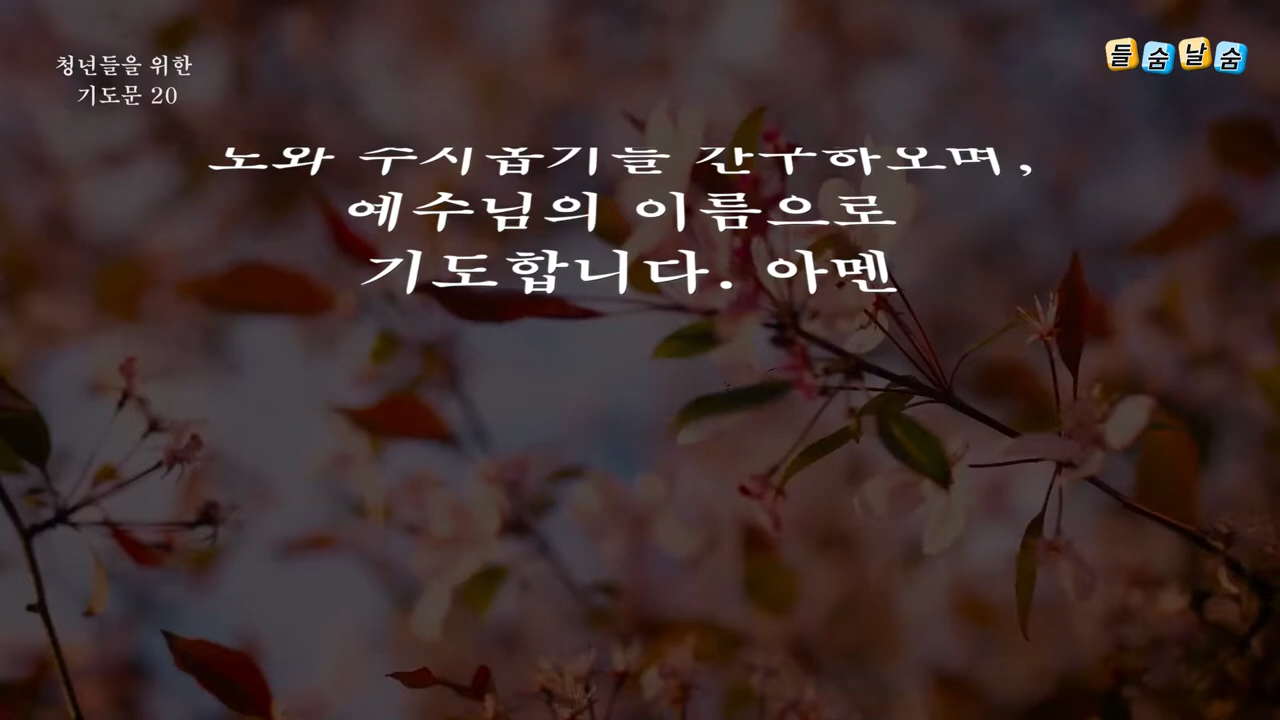 청년들을 위한
기도문 20
들숨날숨
도와 주시옵기를 간구하오며,
예수님의 이름으로
기도합니다. 아멘